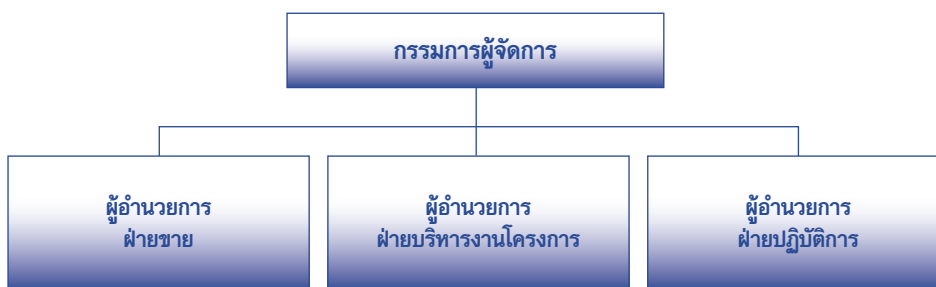 กรรมการผู้จัดการ
ผู้อำนวยการ
ฝ่ายขาย
ผู้อำนวยการ
ฝ่ายบริหารงานโครงการ
ผู้อำนวยการ
ฝ่ายปฏิบัติการ